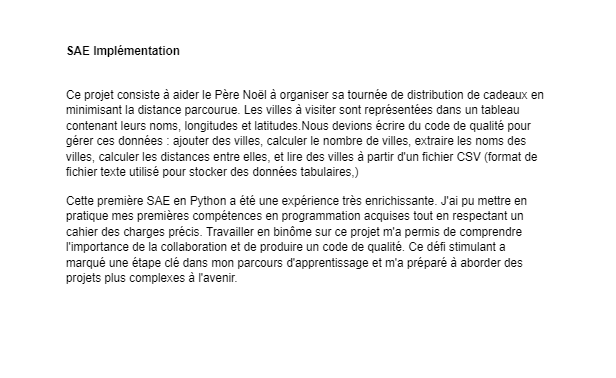 SAE Implémentation
Ce projet consiste à aider le Père Noël à organiser sa tournée de distribution de cadeaux en
minimisant la distance parcourue. Les villes à visiter sont représentées dans un tableau
contenant leurs noms, longitudes et latitudes.Nous devions écrire du code de qualité pour
gérer ces données : ajouter des villes, calculer le nombre de villes, extraire les noms des
villes, calculer les distances entre elles, et lire des villes à partir d'un fichier CSV (format de
fichier texte utilisé pour stocker des données tabulaires,)
Cette première SAE en Python a été une expérience très enrichissante. J'ai pu mettre en
pratique mes premières compétences en programmation acquises tout en respectant un
cahier des charges précis. Travailler en binôme sur ce projet m'a permis de comprendre
l'importance de la collaboration et de produire un code de qualité. Ce défi stimulant a
marqué une étape clé dans mon parcours d'apprentissage et m'a préparé à aborder des
projets plus complexes à l'avenir.